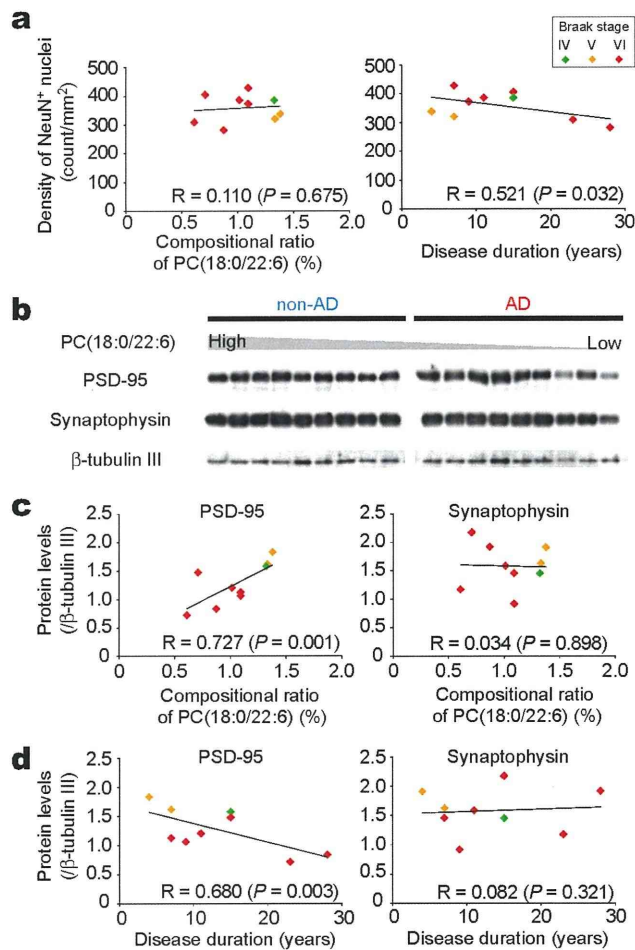 a
Braak stage
IV V VI
Density of NeuN+ nuclei
(count/mm2)
500
400
300
200
100
0
R = 0.110 (P = 0.675)
0.0 0.5 1.0 1.5 2.0
Compositional ratio
of PC(18:0/22:6) (%)
500
400
300
200
100
0
R = 0.521 (P = 0.032)
0 10 20 30
Disease duration (years)
b
non-AD AD
PC(18:0/22:6) High Low
PSD-95
Synaptophysin
β-tubulin III
c
PSD-95
Protein levels
(/β-tubulin III)
2.5
2.0
1.5
1.0
0.5
0.0
R = 0.727 (P = 0.001)
0.0 0.5 1.0 1.5 2.0
Compositional ratio
of PC(18:0/22:6) (%)
Synaptophysin
2.5
2.0
1.5
1.0
0.5
0.0
R = 0.034 (P = 0.898)
0.0 0.5 1.0 1.5 2.0
Compositional ratio
of PC(18:0/22:6) (%)
d
PSD-95
Protein levels
(/β-tubulin III)
2.5
2.0
1.5
1.0
0.5
0.0
R = 0.680 (P = 0.003)
0 10 20 30
Disease duration (years)
Synaptophysin
2.5
2.0
1.5
1.0
0.5
0.0
R = 0.082 (P = 0.321)
0 10 20 30
Disease duration (years)